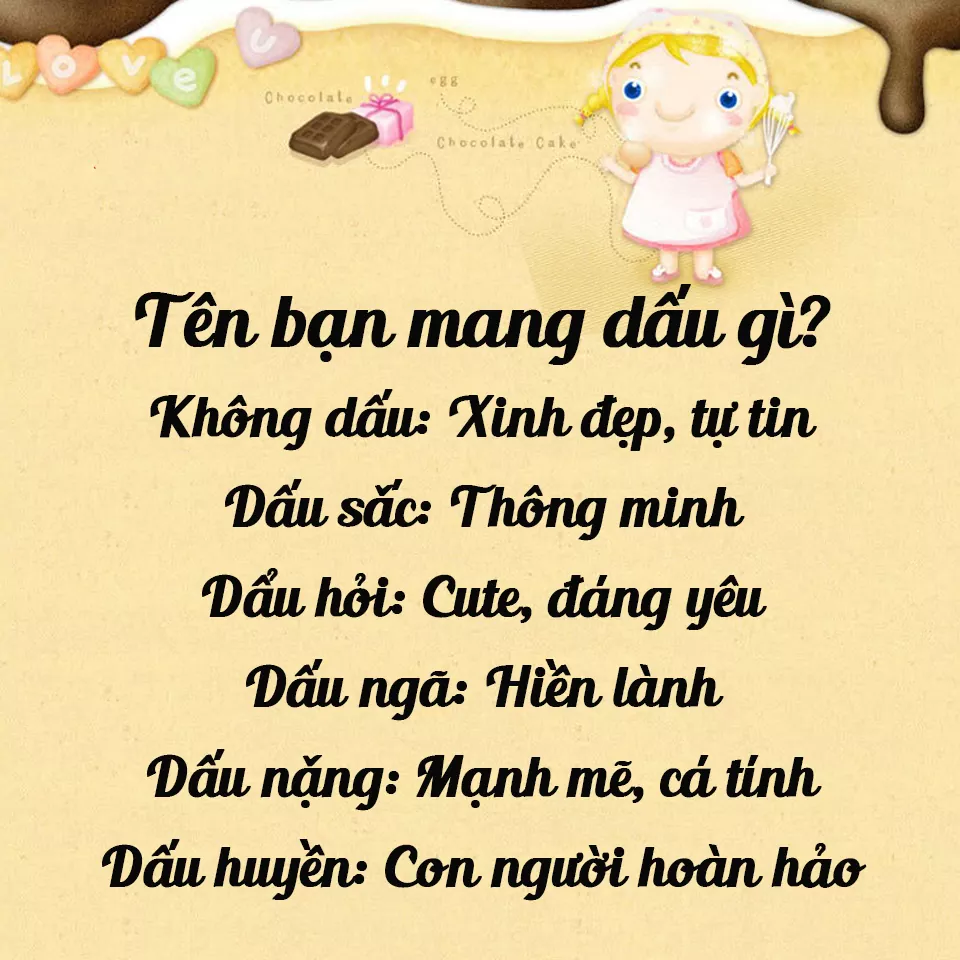 LOVE U
egg
Chocolate
Chocolate Cake
Tên bạn mang dấu gì?
Không dấu: Xinh đẹp, tự tin
Dấu sắc: Thông minh
Dẩu hỏi: Cute, đáng yêu
Dấu ngã: Hiền lành
Dấu nặng: Mạnh mẽ, cá tính
Dấu huyền: Con người hoàn hảo